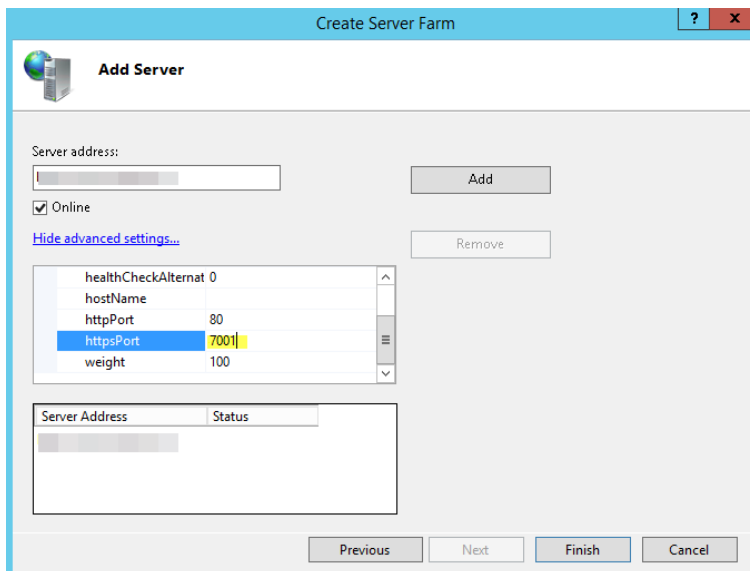 Create Server Farm
? x
Add Server
Server address:
Add
Online
Hide advanced settings...
Remove
healthCheckAlternat 0
hostName
httpPort 80
httpsPort 7001
weight 100
Server Address Status
Previous Next Finish Cancel